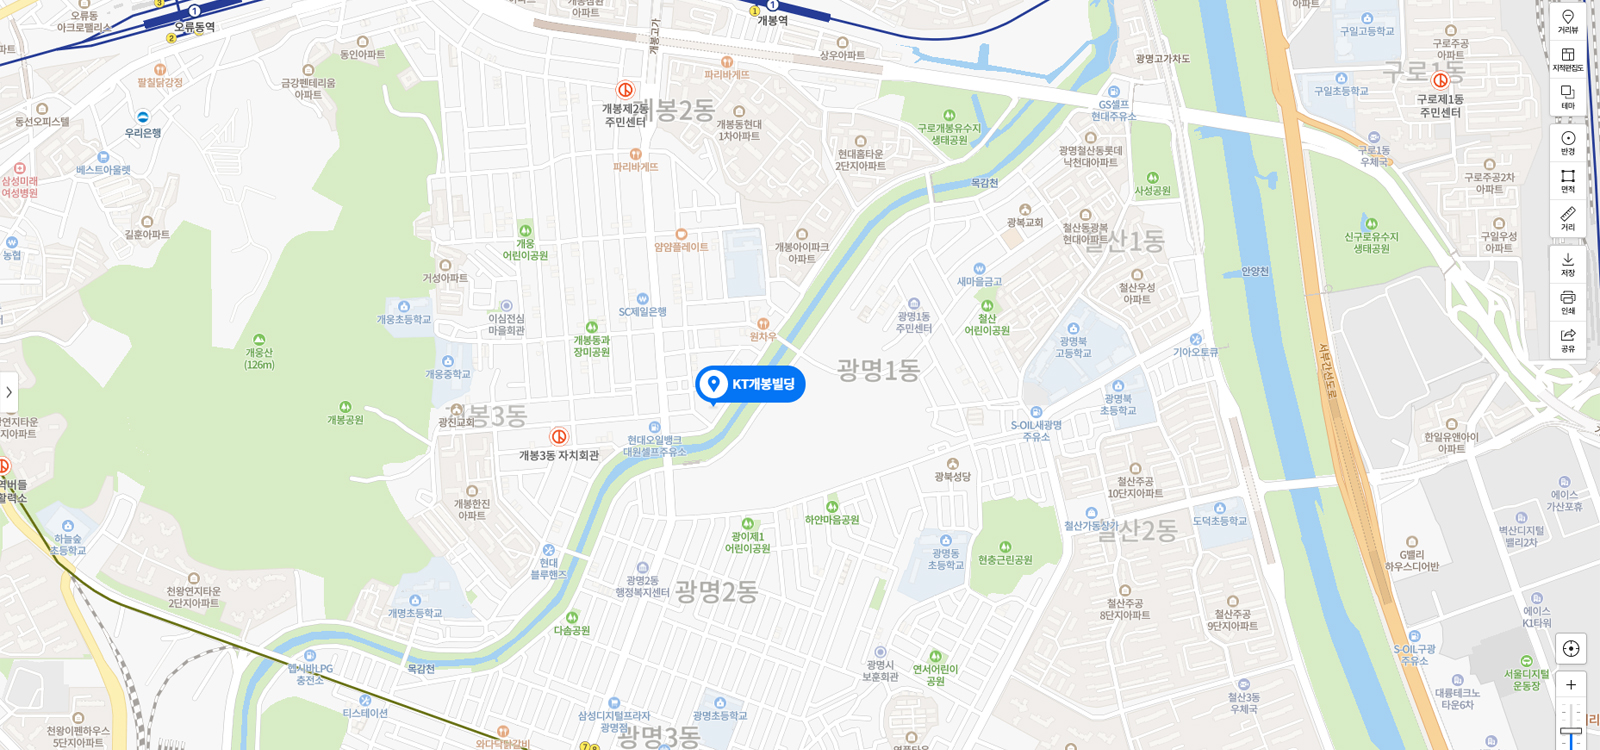 오류동
아크로팰리스
오류동역
동인아파트
팔칠닭강정
금강펜테리움
아파트
동선오피스텔
우리은행
베스트아울렛
삼성미래
여성병원
길훈아파트
농협
개웅산
(126m)
개봉공원
개봉역
개봉고가
상우아파트
파리바게뜨
개봉2동
개봉제2동
주민센터
개봉동현대
1차아파트
파리바게뜨
현대홈타운
2단지아파트
구로개봉유수지
생태공원
광명고가차도
GS셀프
현대주유소
광명철산동롯데
낙천대아파트
목감천
사성공원
개웅
어린이공원
얌얌플레이트
개봉아이파크
아파트
광복교회
철산동광복
현대아파트
철산1동
거성아파트
개웅초등학교
이심전심
마을회관
SC제일은행
개봉동과
장미공원
원차우
새마을금고
광명1동
주민센터
철산
어린이공원
철산우성
아파트
안양천
광명북
고등학교
기아오토큐
개웅중학교
광명1동
KT개봉빌딩
개봉3동
광진교회
개봉3동 자치회관
현대오일뱅크
대원셀프주유소
광명북
초등학교
S-OIL새광명
주유소
광북성당
철산주공
10단지아파트
개봉한진
아파트
하안마음공원
광이제1
어린이공원
철산가동상가
철산2동
도덕초등학교
하늘숲
초등학교
천왕연지타운
2단지아파트
개명초등학교
현대
블루핸즈
광명2동
행정복지센터
광명2동
광명동
초등학교
현충근린공원
철산주공
8단지아파트
철산주공
9단지아파트
다솜공원
목감천
엡시바LPG
충전소
티스테이션
광명시
보훈회관
연서어린이
공원
삼성디지털프라자
광명점
광명초등학교
광명3동
와다닥닭갈비
천왕이펜하우스
5단지아파트
철산3동
우체국
구일고등학교
구로주공
아파트
구로1동
구일초등학교
구로제1동
주민센터
구로1동
우체국
구로주공2차
아파트
신구로유수지
생태공원
구일우성
아파트
서부간선도로
한일유앤아이
아파트
에이스
가산포휴
벽산디지털
밸리2차
G밸리
하우스디어반
에이스
K1타워
S-OIL구광
주유소
서울디지털
운동장
대륭테크노
타운6차
거리뷰
지적편집도
테마
반경
면적
거리
저장
인쇄
공유